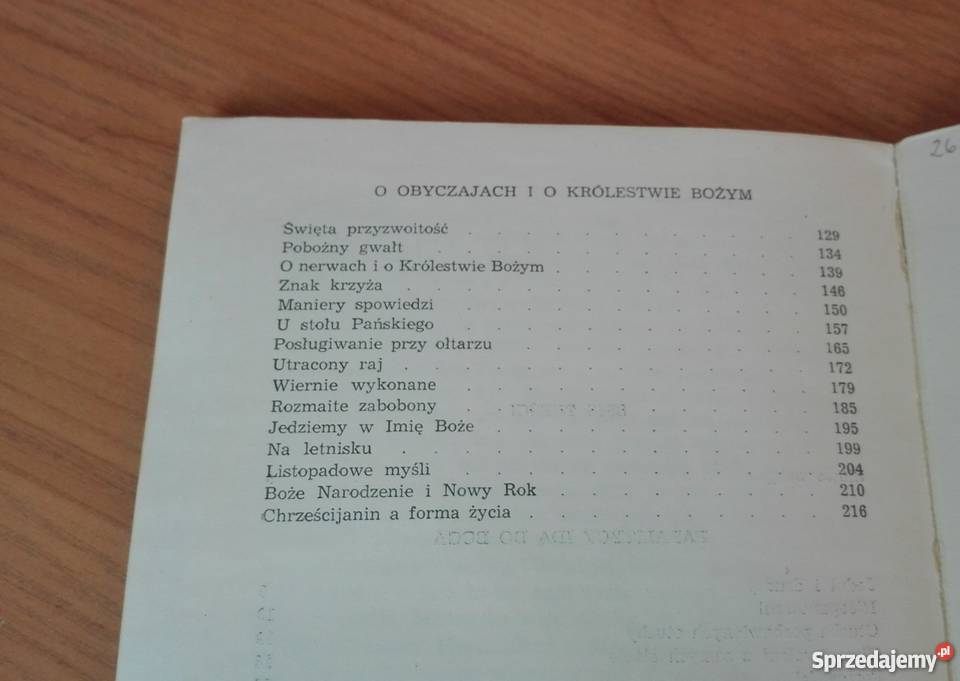 26
O OBYCZAJACH I O KRÓLESTWIE BOŻYM
Święta przyzwoitość . . . . . . . . . . . . 129
Pobożny gwałt . . . . . . . . . . . . . 134
O nerwach i o Królestwie Bożym . . . . . . . . . 139
Znak krzyża . . . . . . . . . . . . . . 146
Maniery spowiedzi . . . . . . . . . . . . 150
U stołu Pańskiego . . . . . . . . . . . . 157
Posługiwanie przy ołtarzu . . . . . . . . . . 165
Utracony raj . . . . . . . . . . . . . . 172
Wiernie wykonane . . . . . . . . . . . . 179
Rozmaite zabobony . . . . . . . . . . . . 185
Jedziemy w Imię Boże . . . . . . . . . . . 195
Na letnisku . . . . . . . . . . . . . . 199
Listopadowe myśli . . . . . . . . . . . . 204
Boże Narodzenie i Nowy Rok . . . . . . . . . 210
Chrześcijanin a forma życia . . . . . . . . . . 216
Sprzedajemy.pl